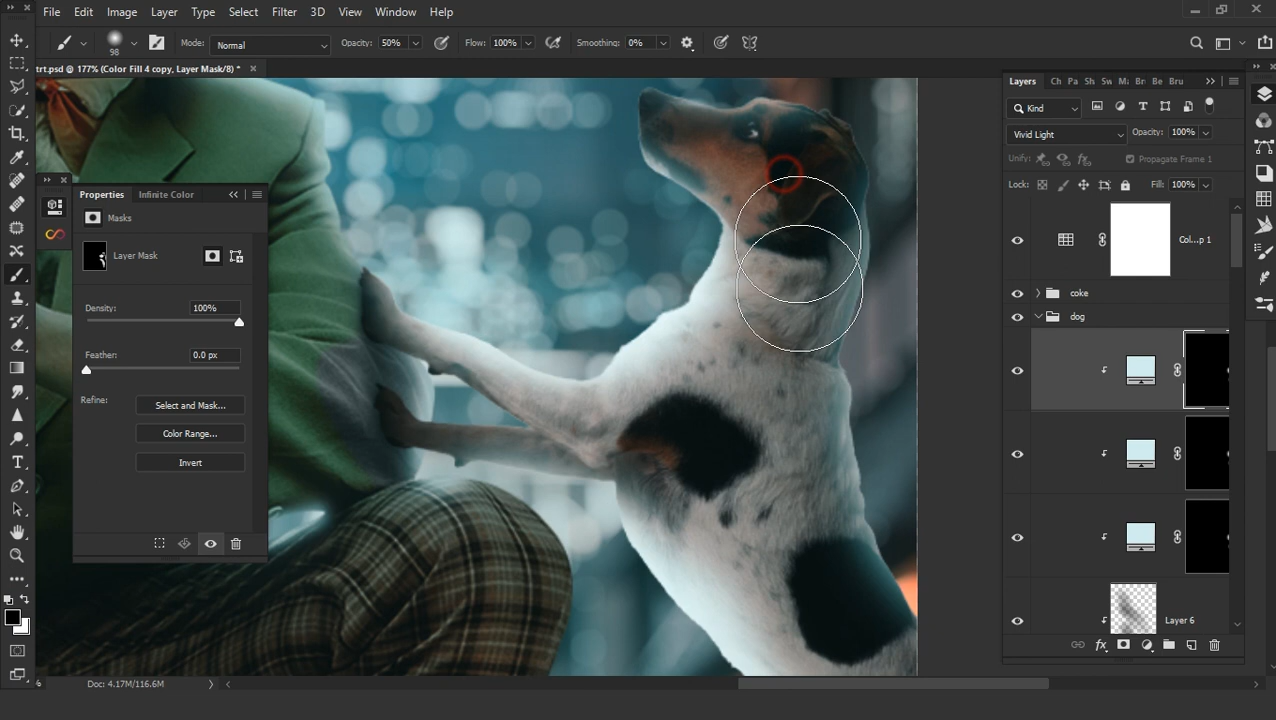 File Edit Image Layer Type Select Filter 3D View Window Help
98 Mode: Normal Opacity: 50% Flow: 100% Smoothing: 0%
trt.psd @ 177% (Color Fill 4 copy, Layer Mask/8) *
Layers Ch Pa Sh Sw Br Be Bru
Kind
Vivid Light Opacity: 100%
Unify: Propagate Frame 1
Lock: Fill: 100%
Properties Infinite Color
Masks
Layer Mask
Density: 100%
Feather: 0.0 px
Refine: Select and Mask...
Color Range...
Invert
Col...p 1
coke
dog
Layer 6
% Doc: 4.17M/116.6M